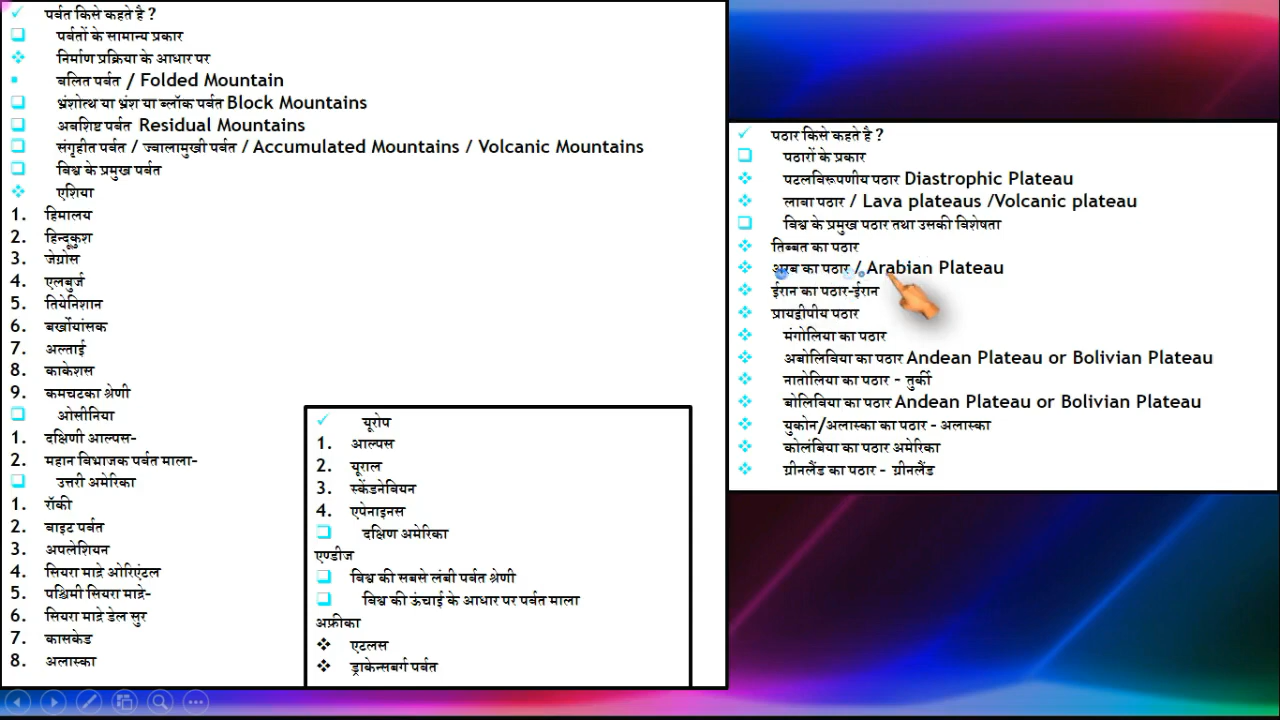 पर्वत किसे कहते है ?
पर्वतों के सामान्य प्रकार
निर्माण प्रक्रिया के आधार पर
वलित पर्वत / Folded Mountain
भ्रंशोत्थ या भ्रंश या ब्लॉक पर्वत Block Mountains
अवशिष्ट पर्वत Residual Mountains
संगृहीत पर्वत / ज्वालामुखी पर्वत / Accumulated Mountains / Volcanic Mountains
विश्व के प्रमुख पर्वत
एशिया
1. हिमालय
2. हिन्दूकुश
3. जेग्रोस
4. एलबुर्ज
5. तियेनिशान
6. वर्खोयांसक
7. अल्ताई
8. काकेशस
9. कमचटका श्रेणी
ओसीनिया
1. दक्षिणी आल्पस-
2. महान विभाजक पर्वत माला-
उत्तरी अमेरिका
1. रॉकी
2. वाइट पर्वत
3. अपलेशियन
4. सियरा माद्रे ओरिएंटल
5. पश्चिमी सियरा माद्रे-
6. सियरा माद्रे डेल सुर
7. कासकेड
8. अलास्का
यूरोप
1. आल्पस
2. यूराल
3. स्केंडनेवियन
4. एपेनाइनस
दक्षिण अमेरिका
एण्डीज
विश्व की सबसे लंबी पर्वत श्रेणी
विश्व की ऊंचाई के आधार पर पर्वत माला
अफ्रीका
एटलस
ड्राकेन्सबर्ग पर्वत
पठार किसे कहते है ?
पठारों के प्रकार
पटलविरूपणीय पठार Diastrophic Plateau
लावा पठार / Lava plateaus /Volcanic plateau
विश्व के प्रमुख पठार तथा उसकी विशेषता
तिब्बत का पठार
अरब का पठार / Arabian Plateau
ईरान का पठार-ईरान
प्रायद्वीपीय पठार
मंगोलिया का पठार
अबोलिविया का पठार Andean Plateau or Bolivian Plateau
नातोलिया का पठार – तुर्की
बोलिविया का पठार Andean Plateau or Bolivian Plateau
युकोन/अलास्का का पठार - अलास्का
कोलंबिया का पठार अमेरिका
ग्रीनलैंड का पठार – ग्रीनलैंड